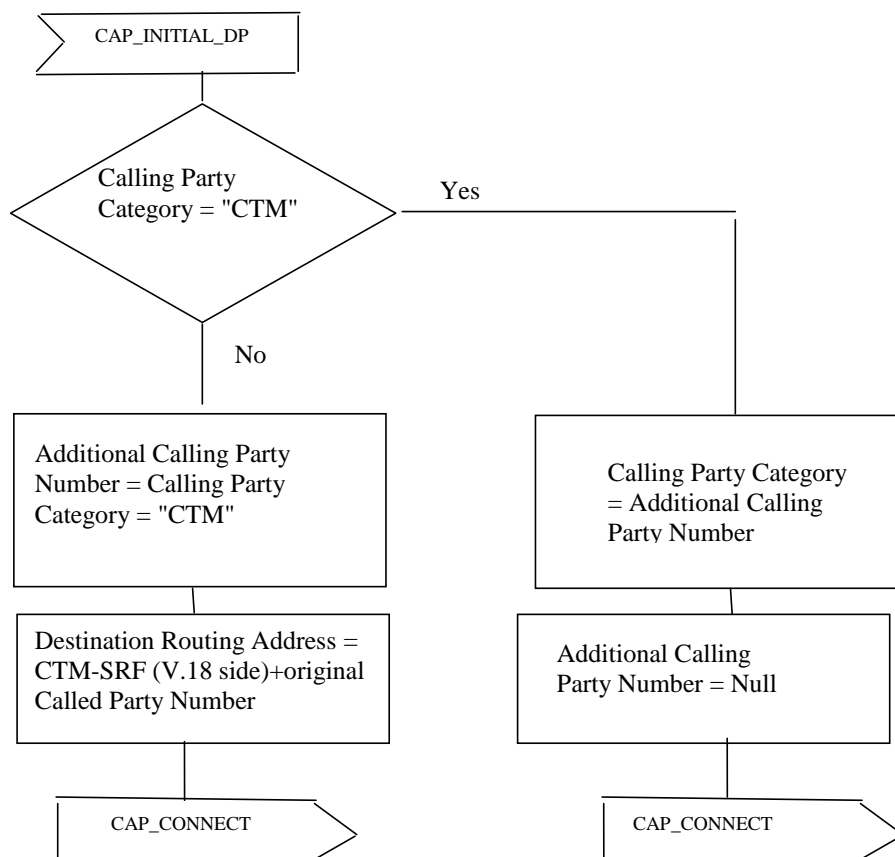 CAP_INITIAL_DP
Calling Party
Category = "CTM"
Yes
No
Additional Calling Party
Number = Calling Party
Category = "CTM"
Calling Party Category
= Additional Calling
Party Number
Destination Routing Address =
CTM-SRF (V.18 side)+original
Called Party Number
Additional Calling
Party Number = Null
CAP_CONNECT
CAP_CONNECT